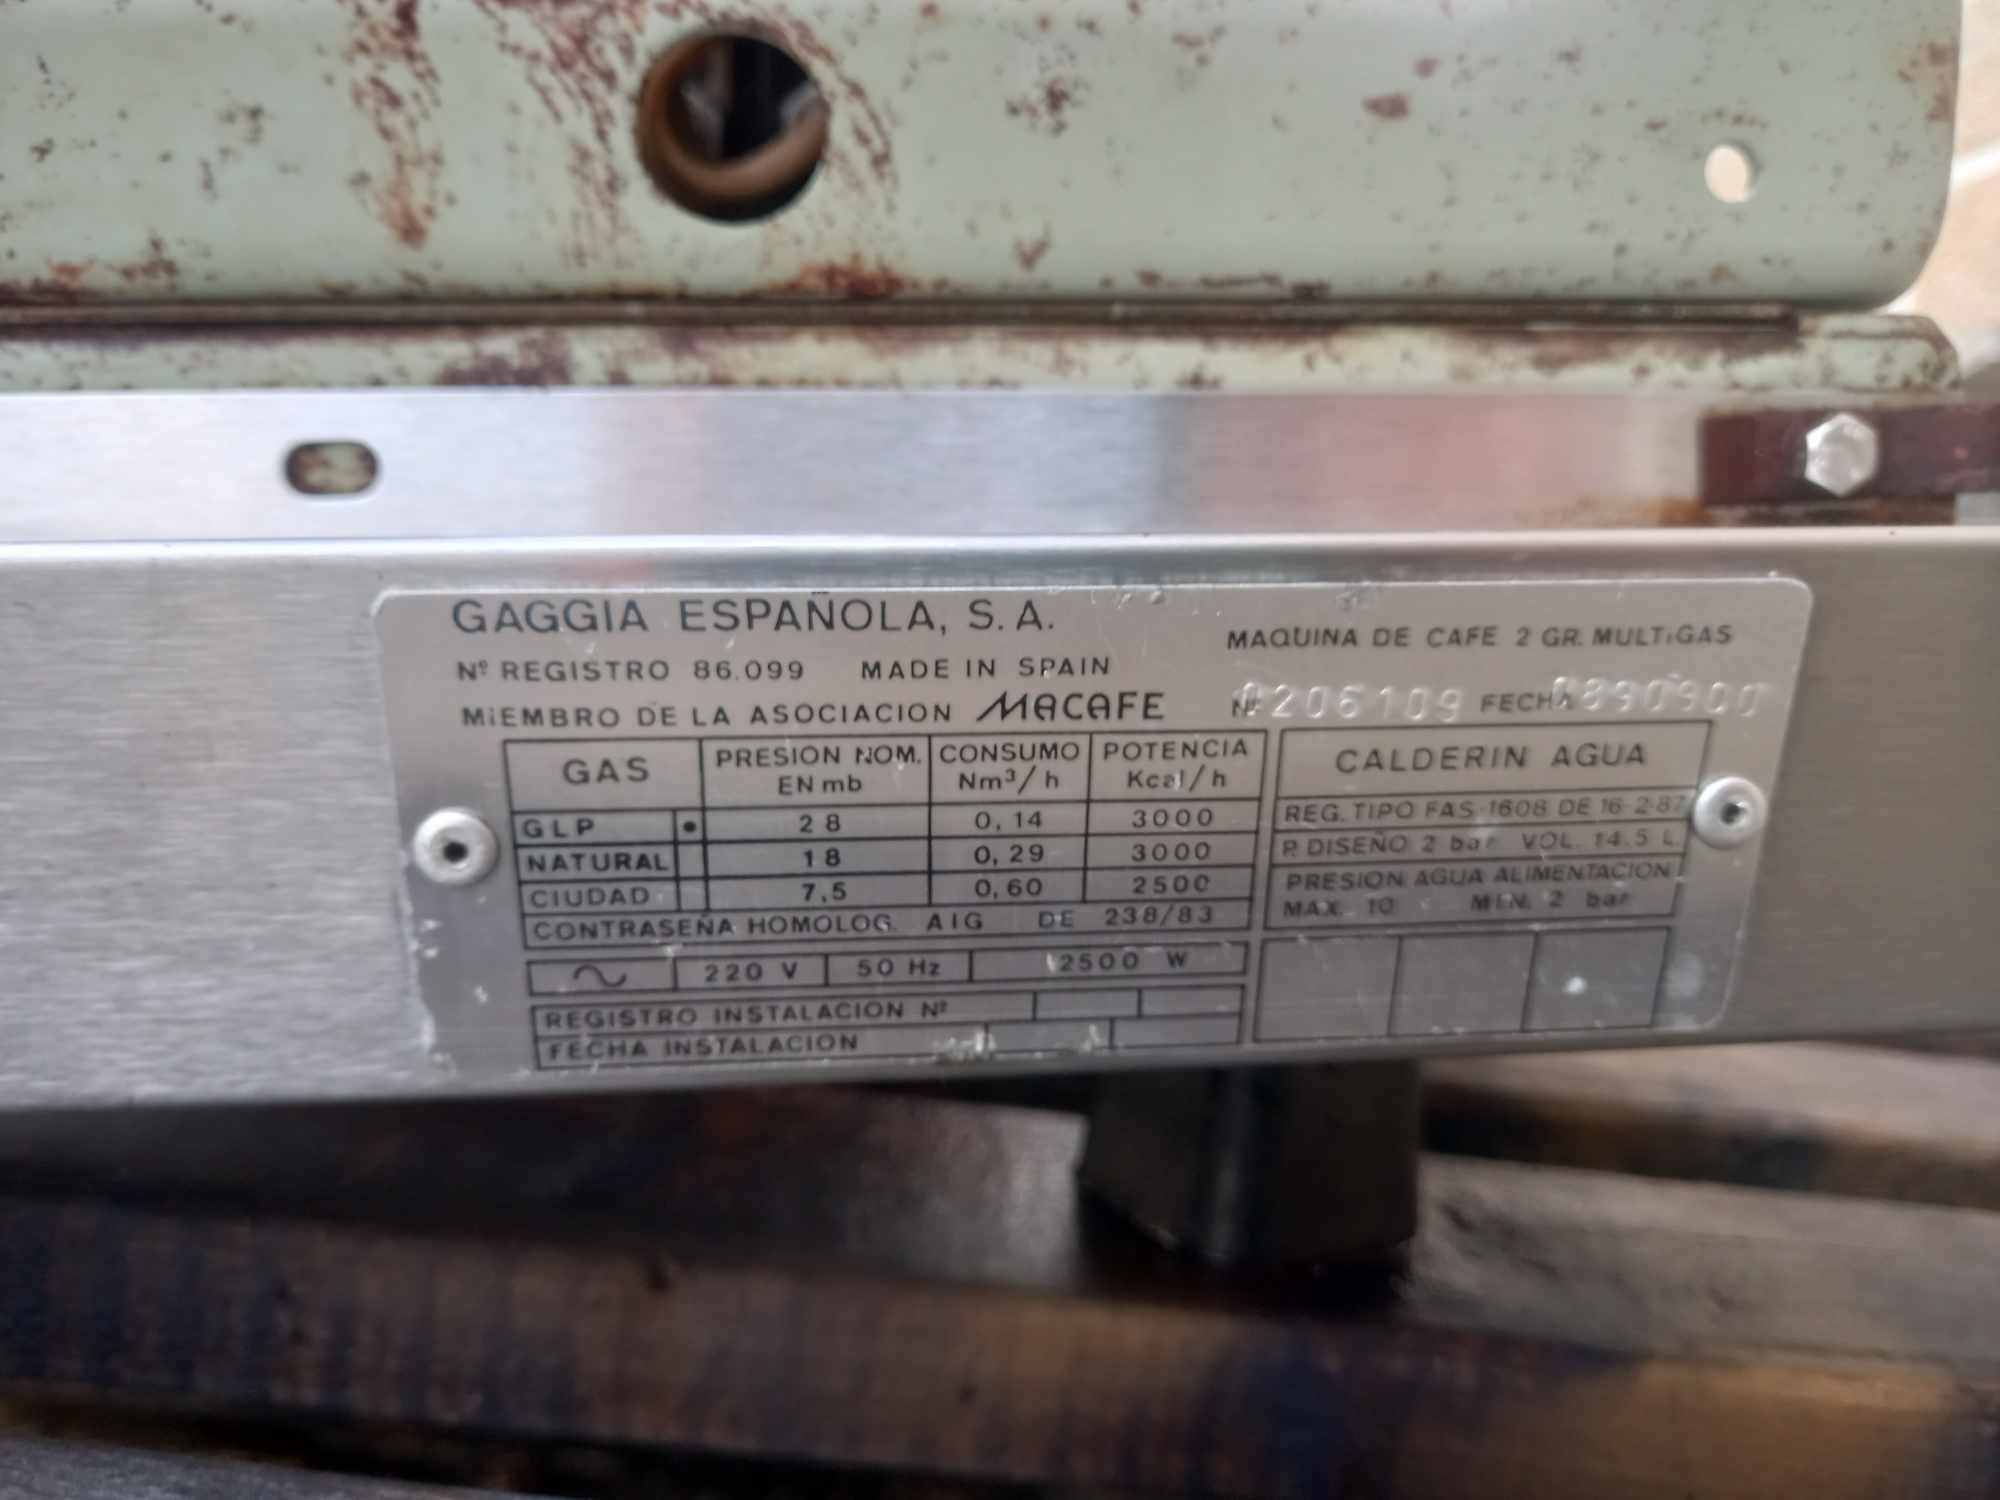 GAGGIA ESPAÑOLA, S.A.
MAQUINA DE CAFE 2 GR. MULTIGAS
Nº REGISTRO 86.099 MADE IN SPAIN
MIEMBRO DE LA ASOCIACION MACAFE Nº 0206109 FECHA 0890900
GAS PRESION NOM. EN mb CONSUMO Nm³/h POTENCIA Kcal/h
GLP • 28 0,14 3000
NATURAL 18 0,29 3000
CIUDAD 7,5 0,60 2500
CONTRASEÑA HOMOLOG. AIG DE 238/83
∿ 220 V 50 Hz 2500 W
REGISTRO INSTALACION Nº
FECHA INSTALACION
CALDERIN AGUA
REG. TIPO FAS-1608 DE 16-2-87
P. DISEÑO 2 bar VOL. 14.5 L.
PRESION AGUA ALIMENTACION
MAX. 10 MIN. 2 bar